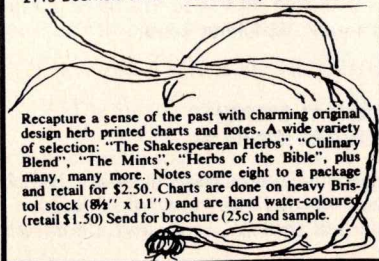 Recapture a sense of the past with charming original
design herb printed charts and notes. A wide variety
of selection: "The Shakespearean Herbs", "Culinary
Blend", "The Mints", "Herbs of the Bible", plus
many, many more. Notes come eight to a package
and retail for $2.50. Charts are done on heavy Bris-
tol stock (8½'' x 11'') and are hand water-coloured
(retail $1.50) Send for brochure (25c) and sample.